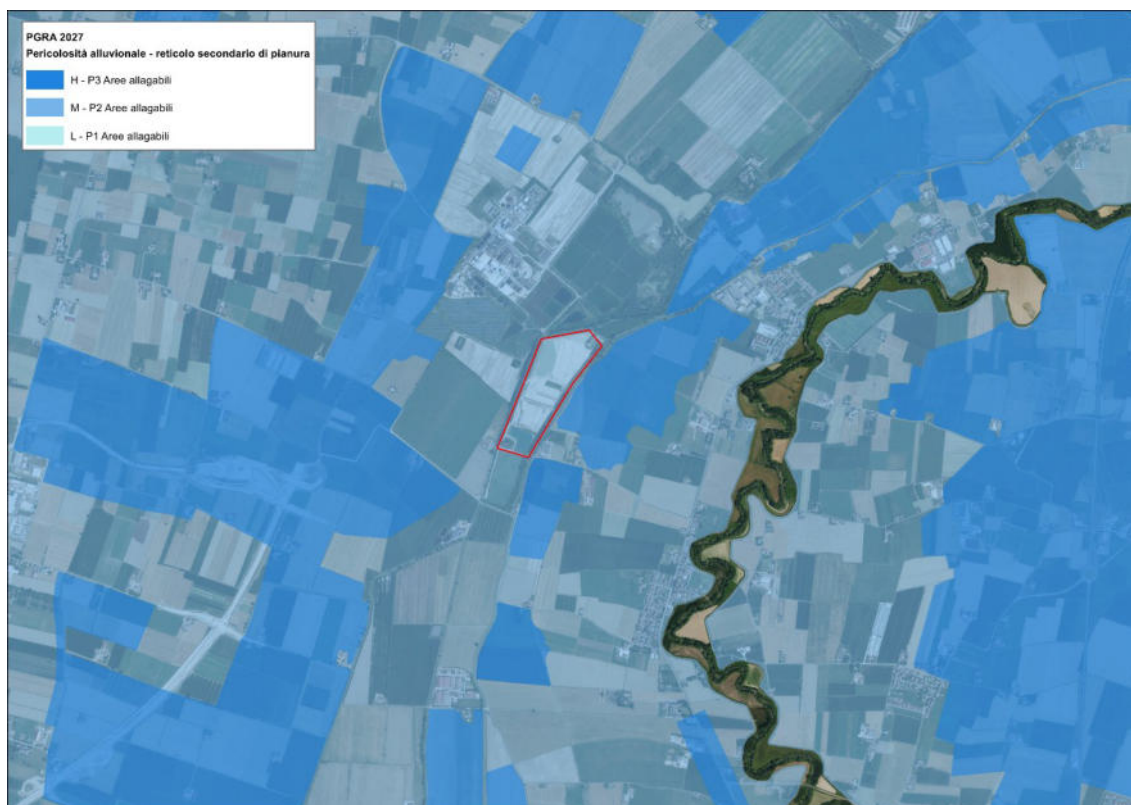 PGRA 2027
Pericolosità alluvionale - reticolo secondario di pianura
H - P3 Aree allagabili
M - P2 Aree allagabili
L - P1 Aree allagabili